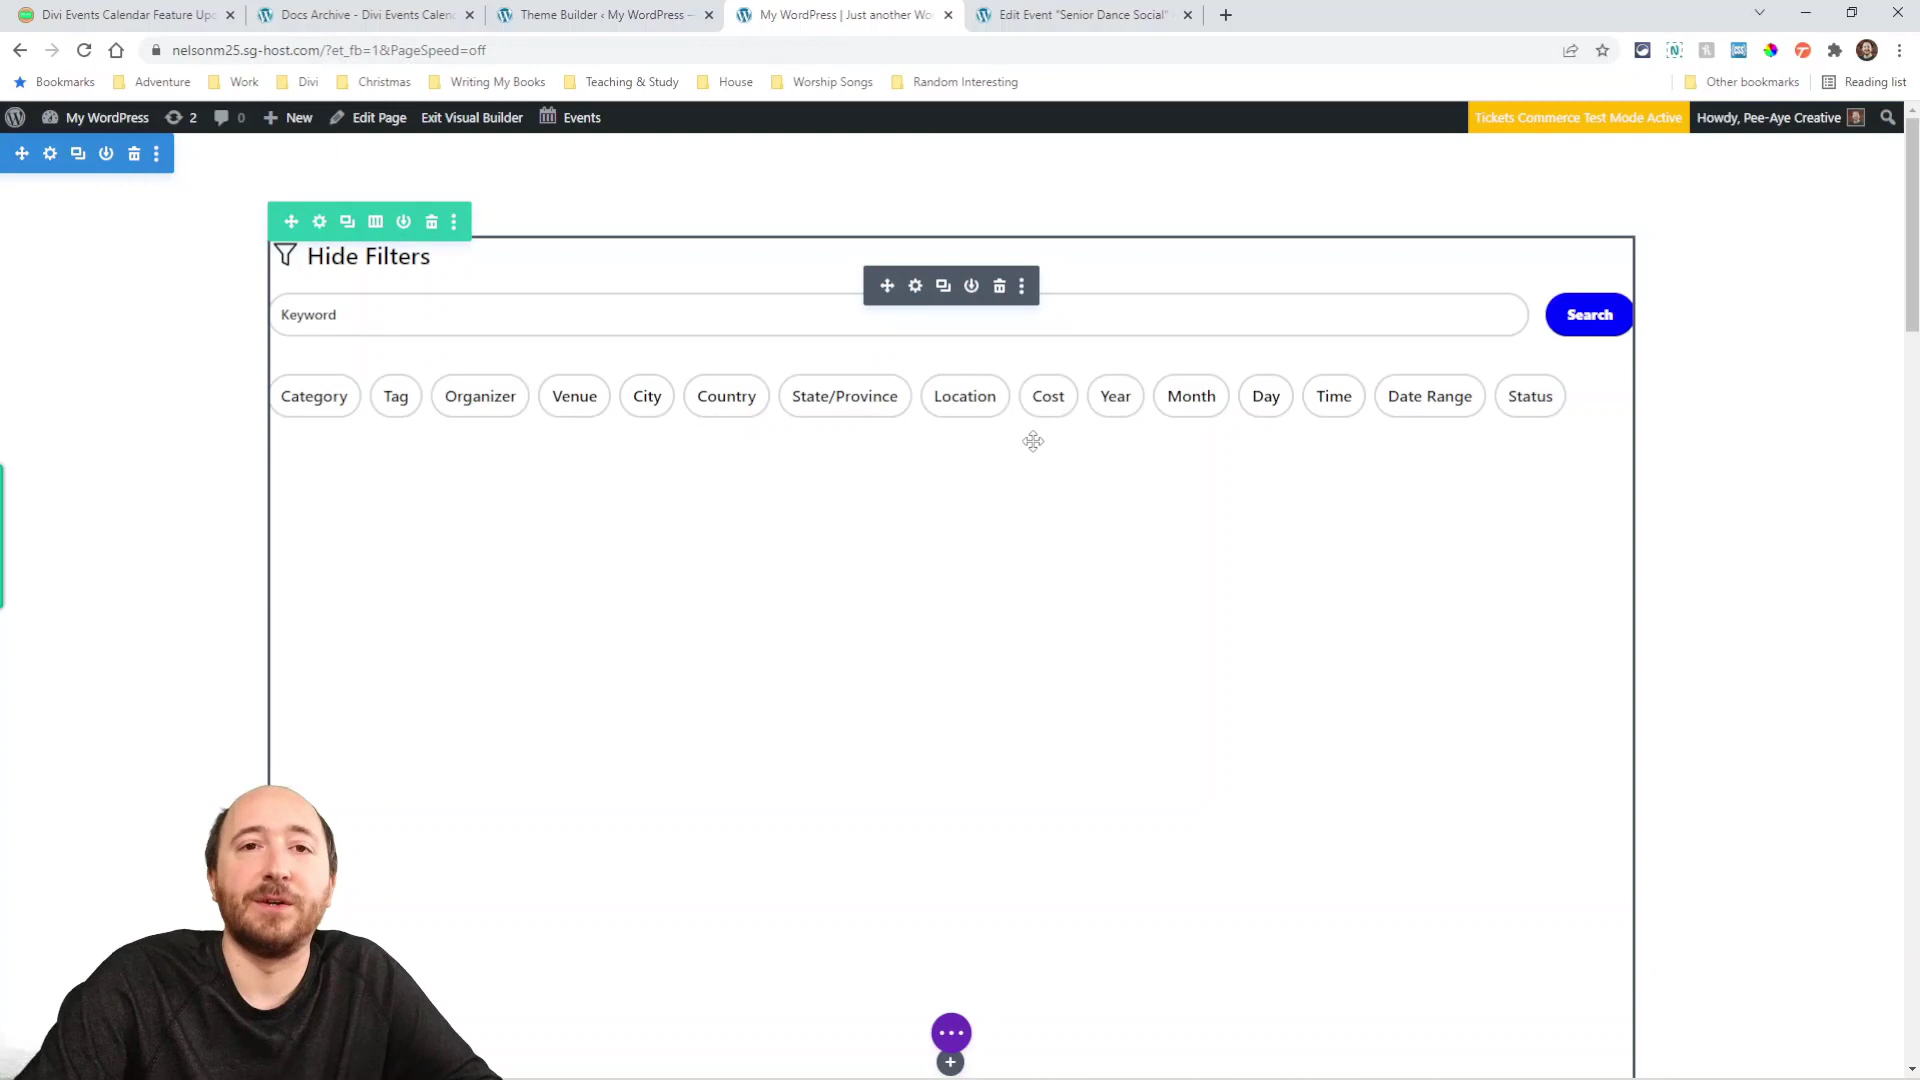 Divi Events Calendar Feature Upd
Docs Archive - Divi Events Calend
Theme Builder ‹ My WordPress —
My WordPress | Just another Wo
Edit Event "Senior Dance Social"
nelsonm25.sg-host.com/?et_fb=1&PageSpeed=off
Bookmarks
Adventure
Work
Divi
Christmas
Writing My Books
Teaching & Study
House
Worship Songs
Random Interesting
Other bookmarks
Reading list
My WordPress
2
0
New
Edit Page
Exit Visual Builder
Events
Tickets Commerce Test Mode Active
Howdy, Pee-Aye Creative
Hide Filters
Keyword
Search
Category
Tag
Organizer
Venue
City
Country
State/Province
Location
Cost
Year
Month
Day
Time
Date Range
Status